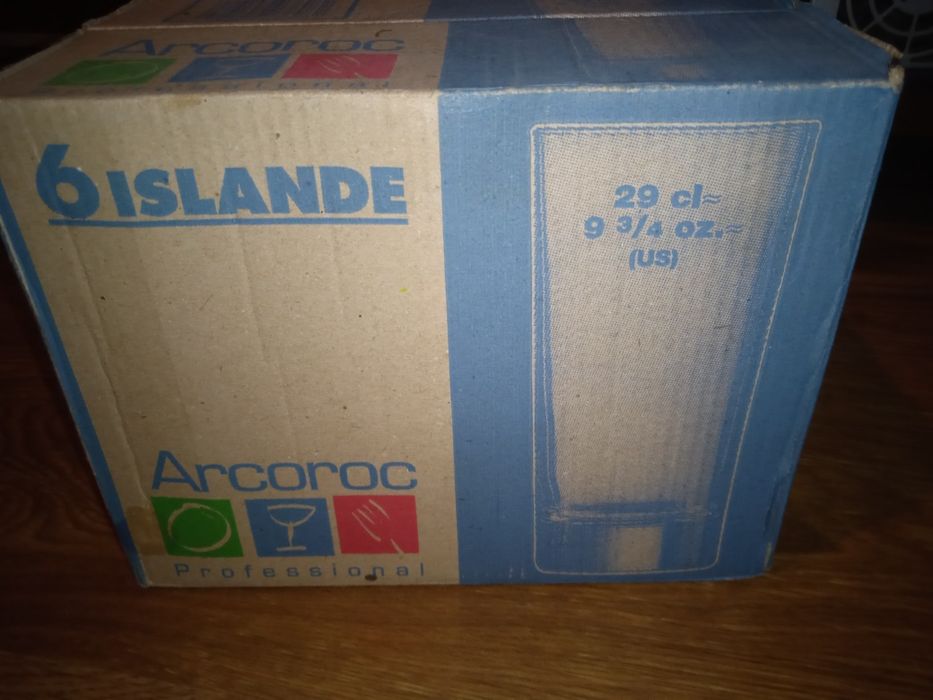 Arcoroc
6 ISLANDE
29 cl≈
9 3/4 oz.≈
(US)
Arcoroc
Professional